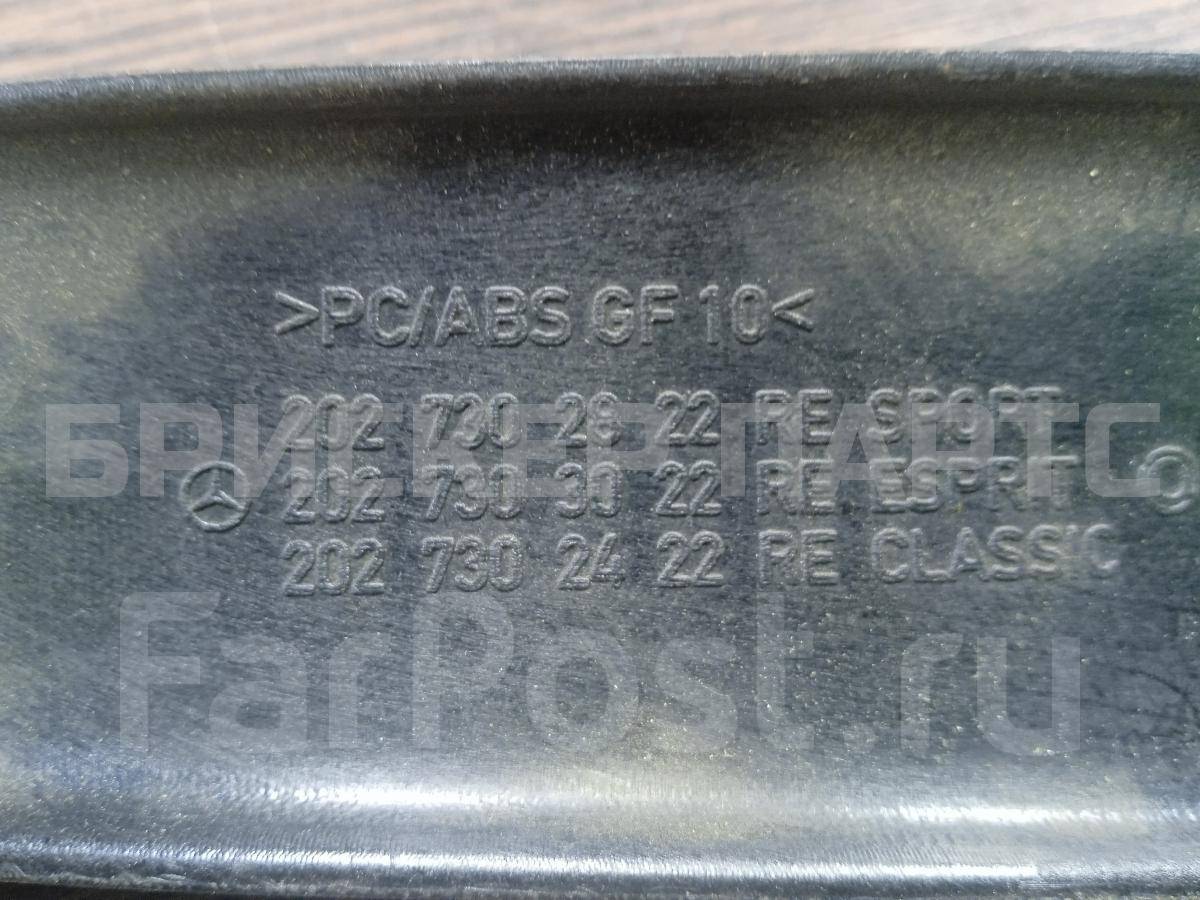 >PC/ABS GF 10<
202 730 28 22 RE SPORT
202 730 30 22 RE ESPRIT
202 730 24 22 RE CLASSIC
БРИКЕРПАРТС
FarPost.ru